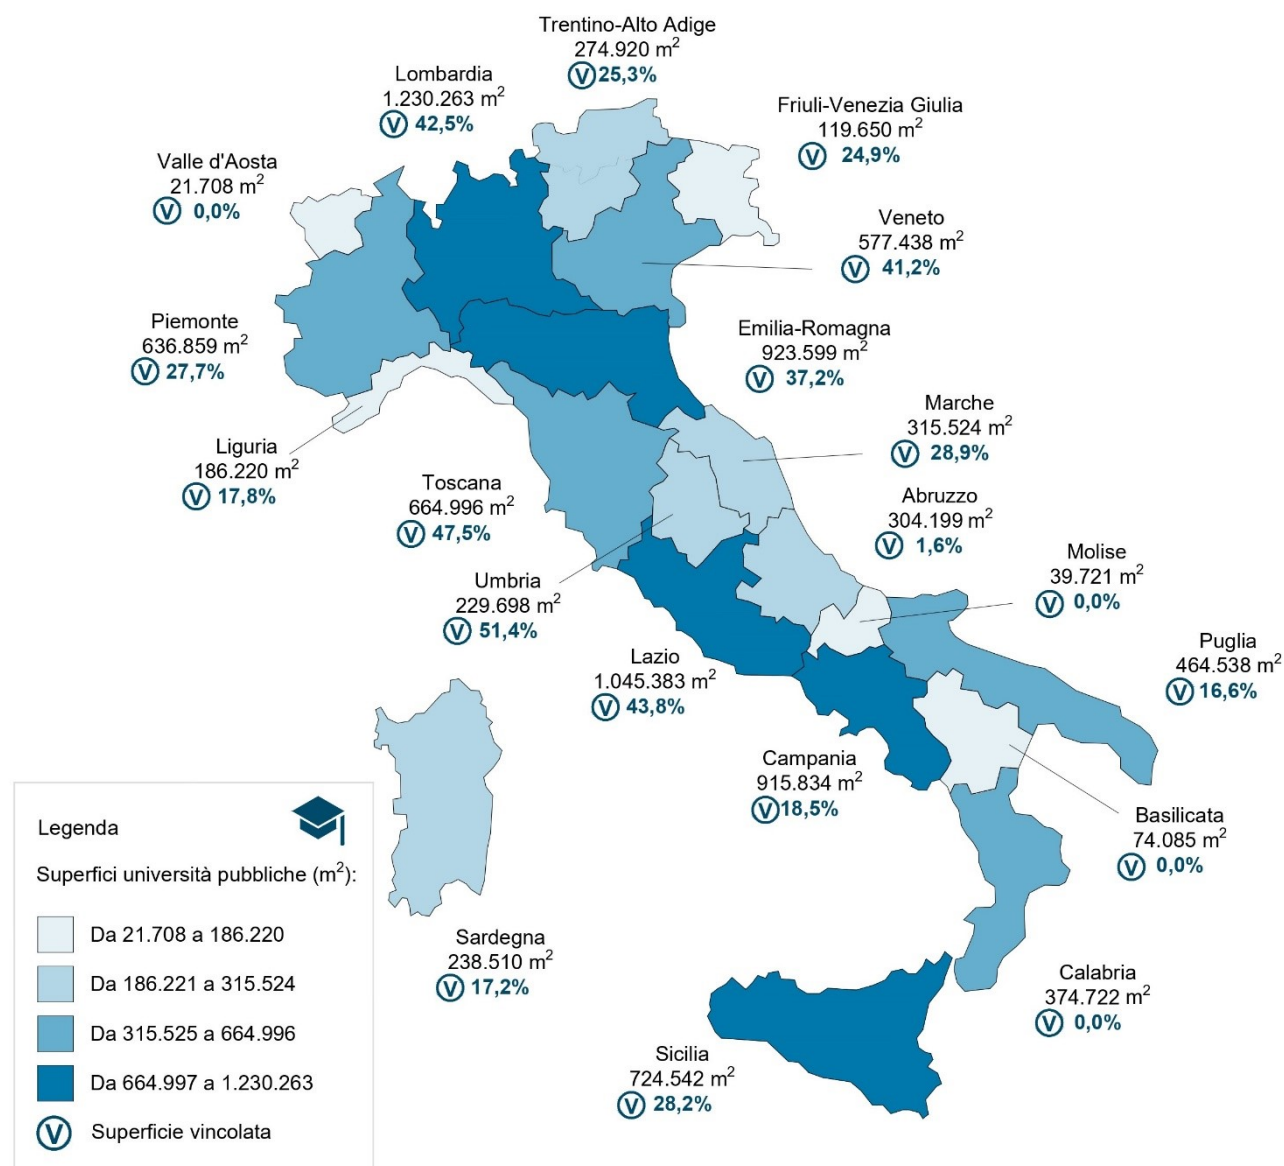 Trentino-Alto Adige
274.920 m²
V 25,3%
Lombardia
1.230.263 m²
V 42,5%
Friuli-Venezia Giulia
119.650 m²
V 24,9%
Valle d'Aosta
21.708 m²
V 0,0%
Veneto
577.438 m²
V 41,2%
Piemonte
636.859 m²
V 27,7%
Emilia-Romagna
923.599 m²
V 37,2%
Marche
315.524 m²
V 28,9%
Liguria
186.220 m²
V 17,8%
Toscana
664.996 m²
V 47,5%
Abruzzo
304.199 m²
V 1,6%
Molise
39.721 m²
V 0,0%
Umbria
229.698 m²
V 51,4%
Puglia
464.538 m²
V 16,6%
Lazio
1.045.383 m²
V 43,8%
Campania
915.834 m²
V 18,5%
Basilicata
74.085 m²
V 0,0%
Sardegna
238.510 m²
V 17,2%
Calabria
374.722 m²
V 0,0%
Sicilia
724.542 m²
V 28,2%
Legenda
Superfici università pubbliche (m²):
Da 21.708 a 186.220
Da 186.221 a 315.524
Da 315.525 a 664.996
Da 664.997 a 1.230.263
V Superficie vincolata